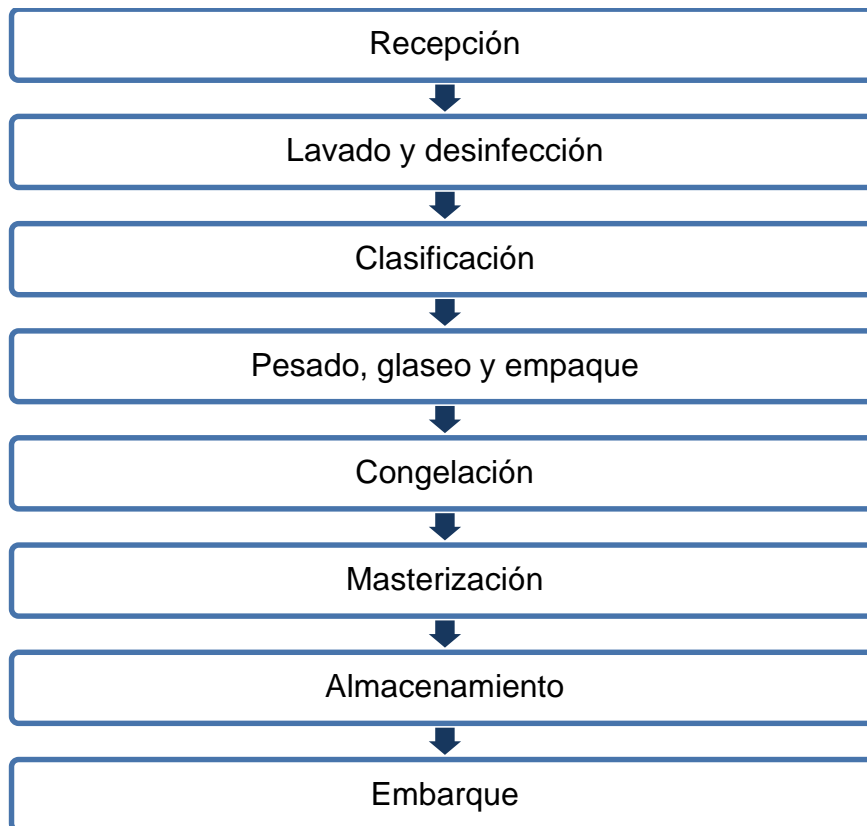 Recepción
Lavado y desinfección
Clasificación
Pesado, glaseo y empaque
Congelación
Masterización
Almacenamiento
Embarque